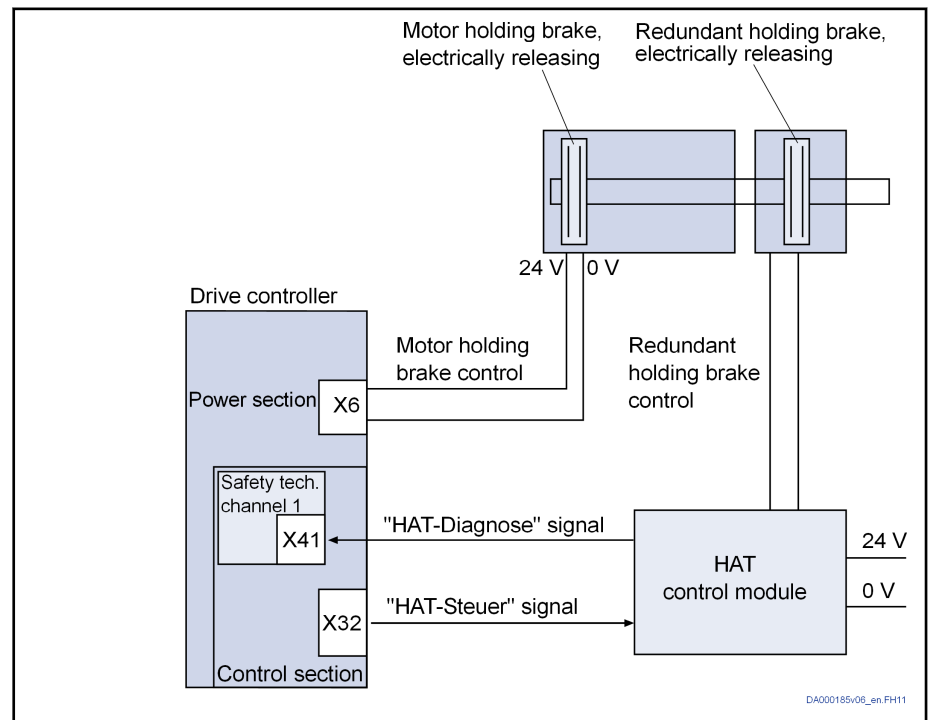 Motor holding brake,
electrically releasing
Redundant holding brake,
electrically releasing
24 V
0 V
Drive controller
Motor holding
brake control
Redundant
holding brake
control
Power section
X6
Safety tech.
channel 1
X41
"HAT-Diagnose" signal
HAT
control module
24 V
0 V
X32
"HAT-Steuer" signal
Control section
DA000185v06_en.FH11